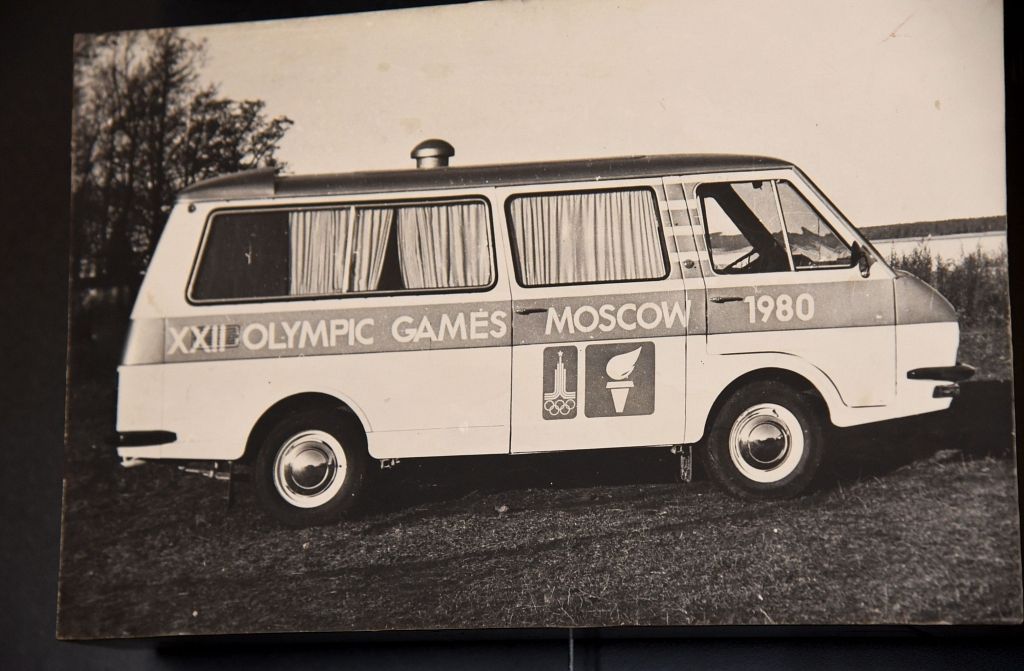 XXII OLYMPIC GAMES MOSCOW 1980